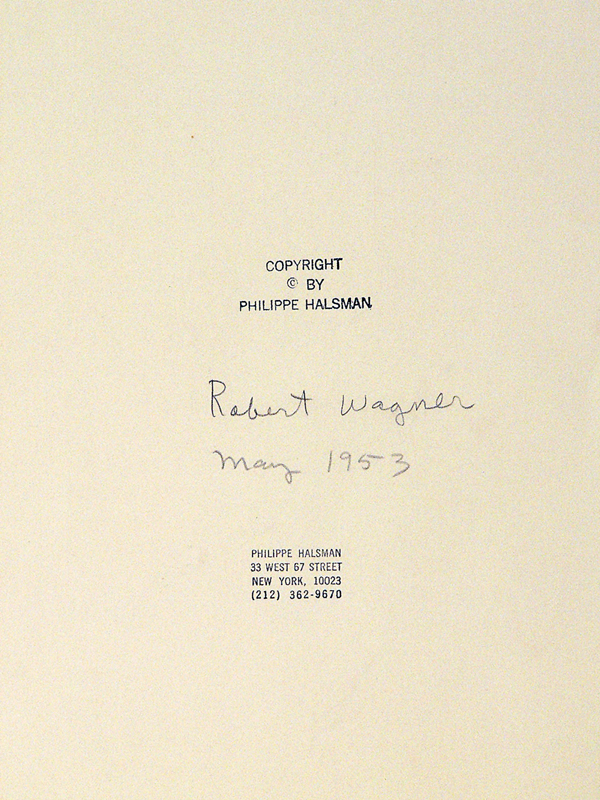 COPYRIGHT
© BY
PHILIPPE HALSMAN
Robert Wagner
May 1953
PHILIPPE HALSMAN
33 WEST 67 STREET
NEW YORK, 10023
(212) 362-9670